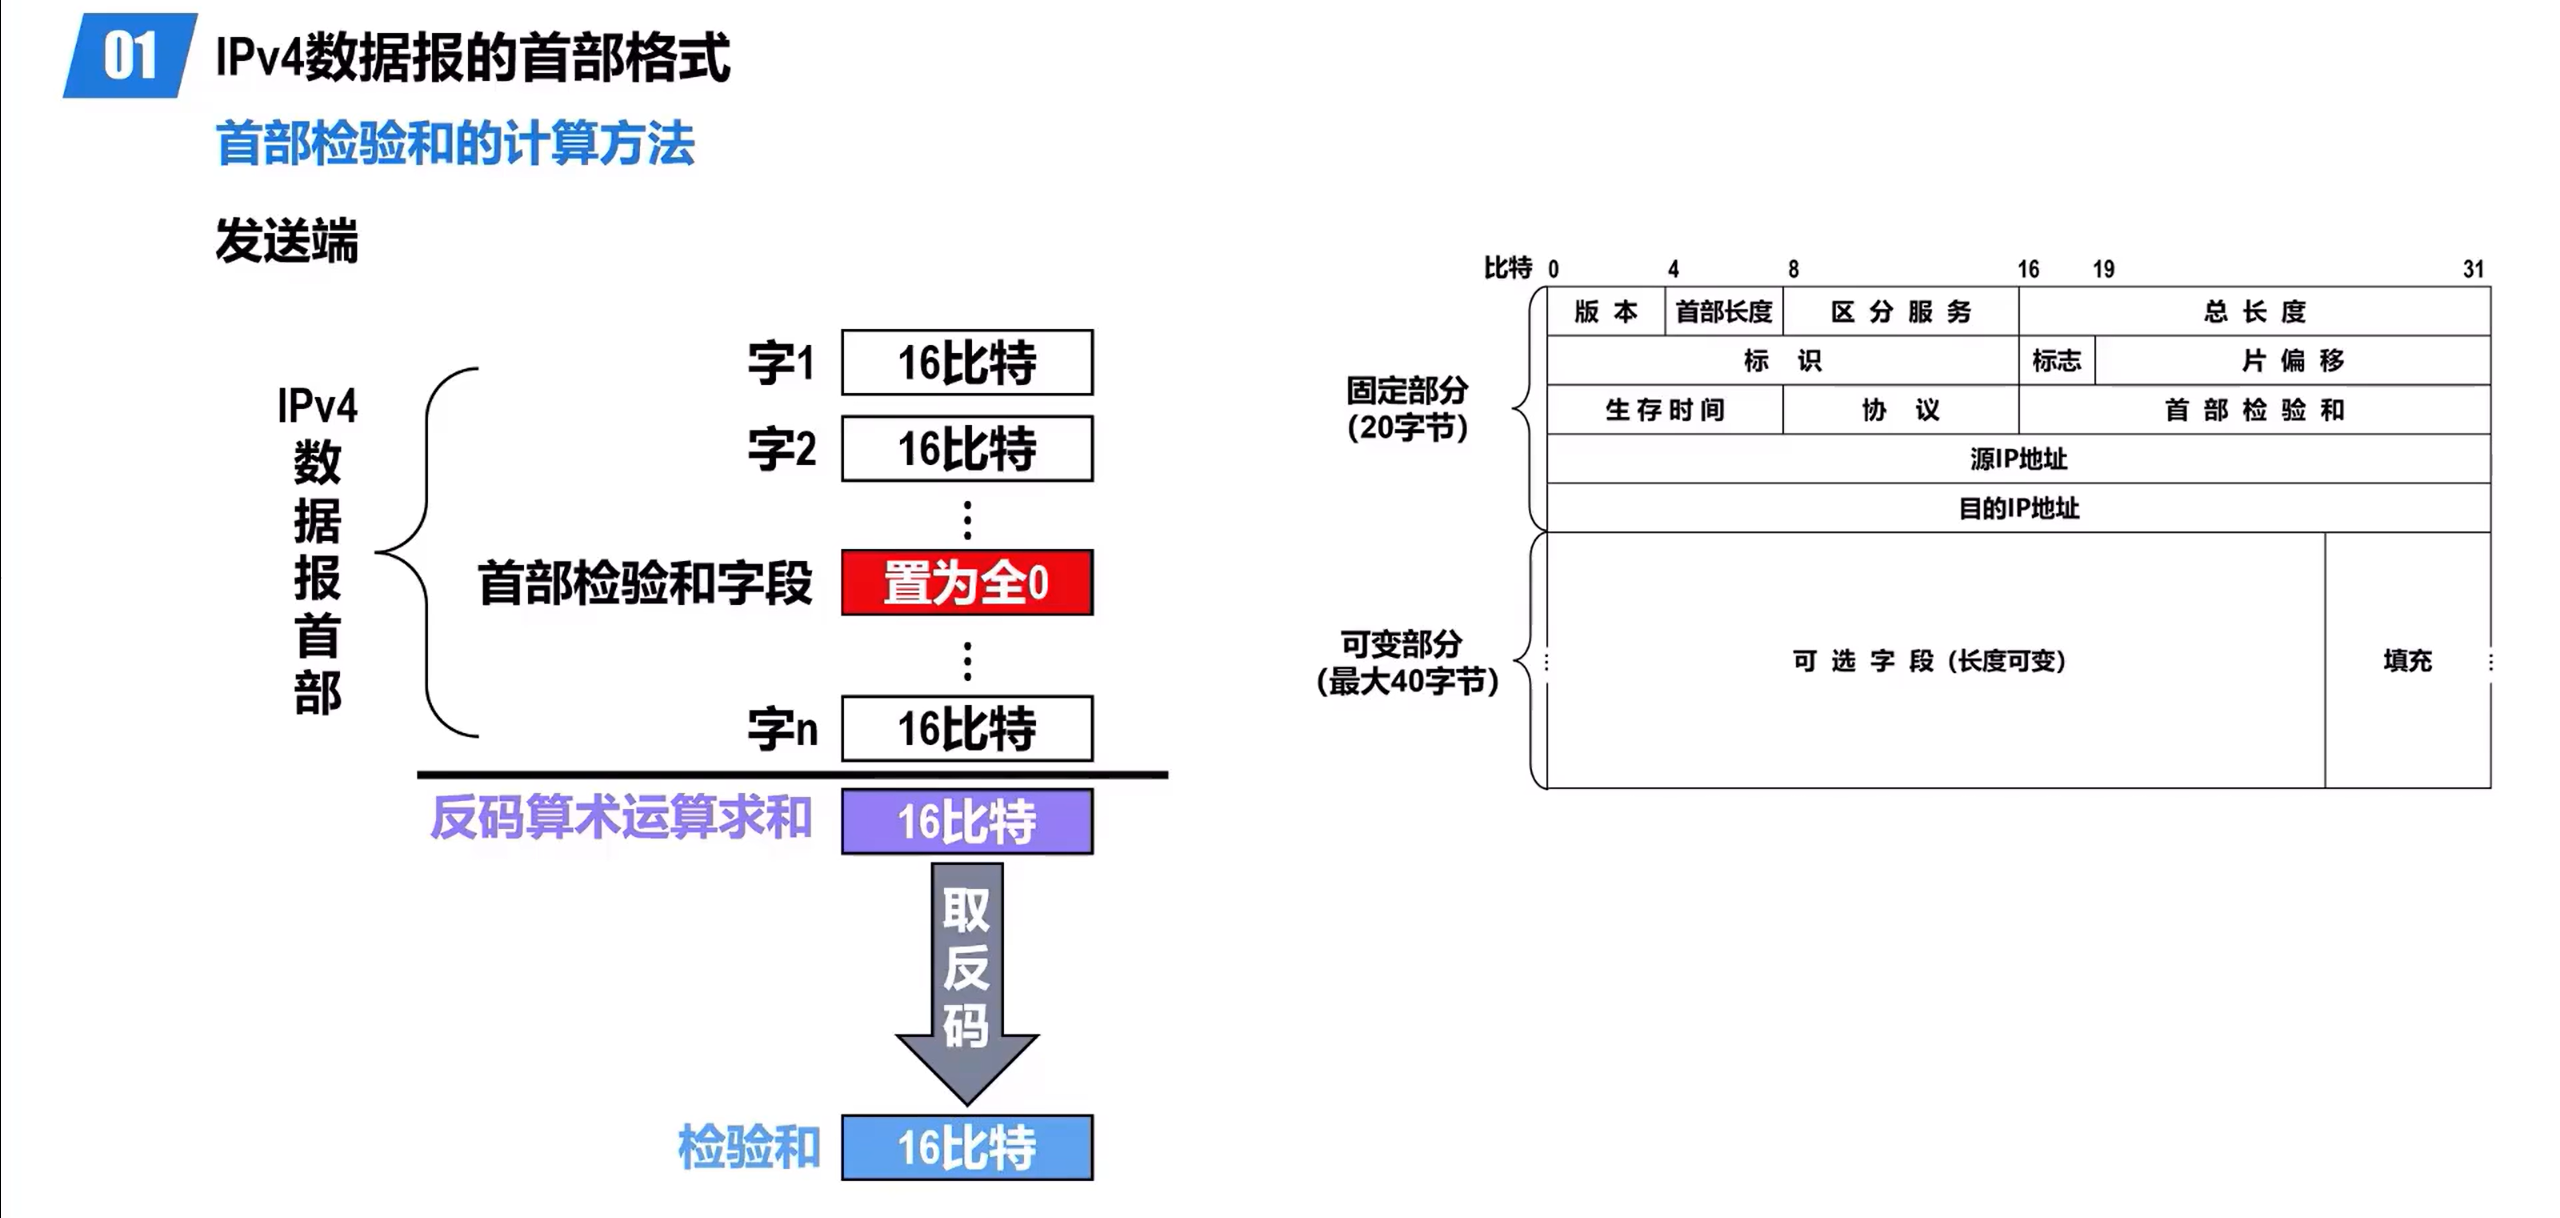 01
IPv4数据报的首部格式
首部检验和的计算方法
发送端
IPv4
数
据
报
首
部
字1 16比特
字2 16比特
⋮
首部检验和字段 置为全0
⋮
字n 16比特
反码算术运算求和 16比特
取
反
码
检验和 16比特
比特 0 4 8 16 19 31
固定部分
(20字节)
版 本 首部长度 区 分 服 务 总 长 度
标 识 标志 片 偏 移
生 存 时 间 协 议 首 部 检 验 和
源IP地址
目的IP地址
可变部分
(最大40字节)
可 选 字 段 (长度可变) 填充